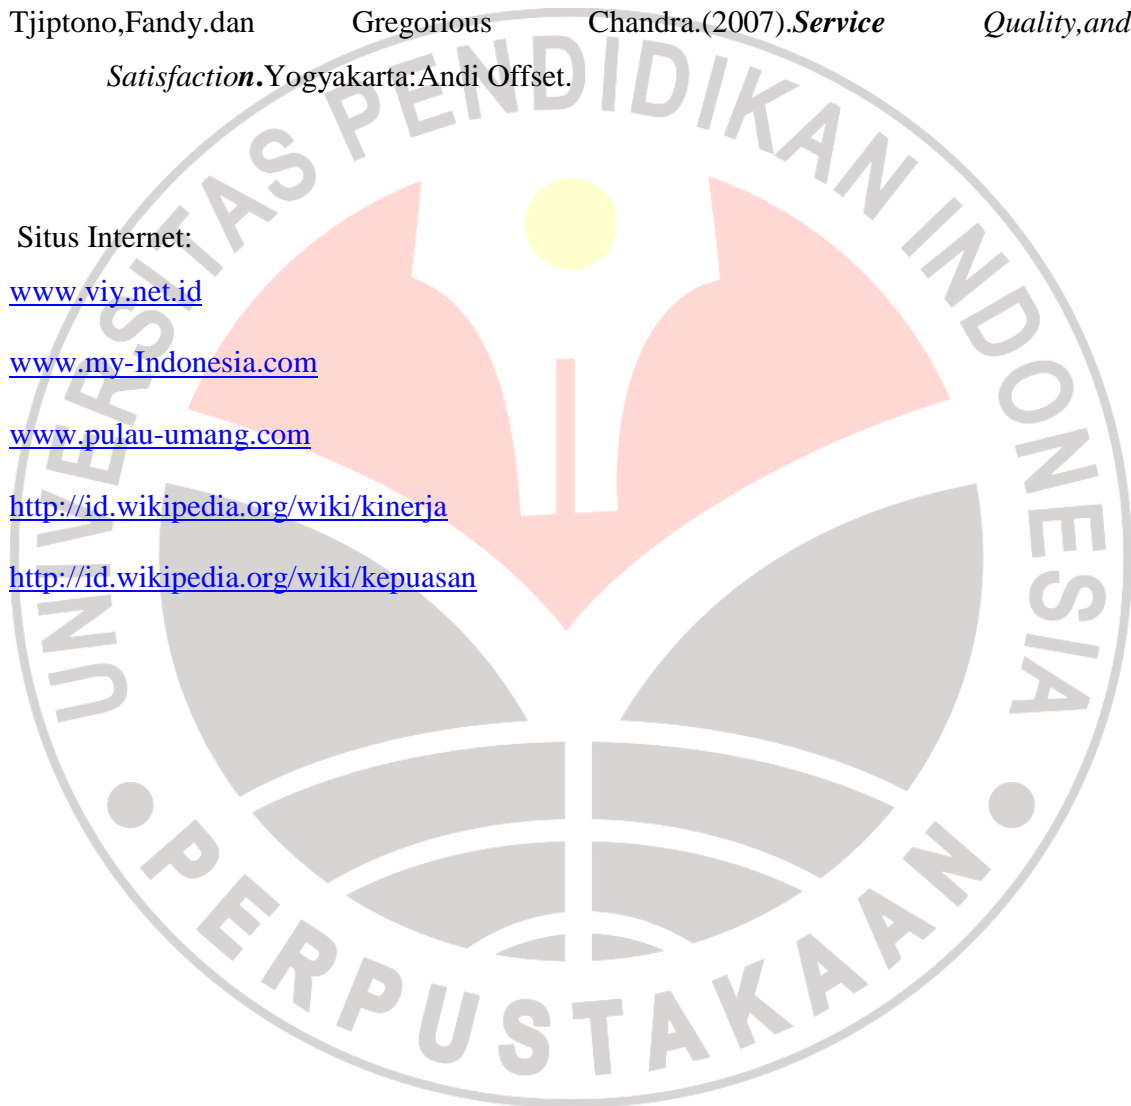 Tjiptono,Fandy.dan Gregorious Chandra.(2007).Service Quality,and
Satisfaction.Yogyakarta:Andi Offset.
Situs Internet:
www.viy.net.id
www.my-Indonesia.com
www.pulau-umang.com
http://id.wikipedia.org/wiki/kinerja
http://id.wikipedia.org/wiki/kepuasan
UNIVERSITAS PENDIDIKAN INDONESIA
PERPUSTAKAAN